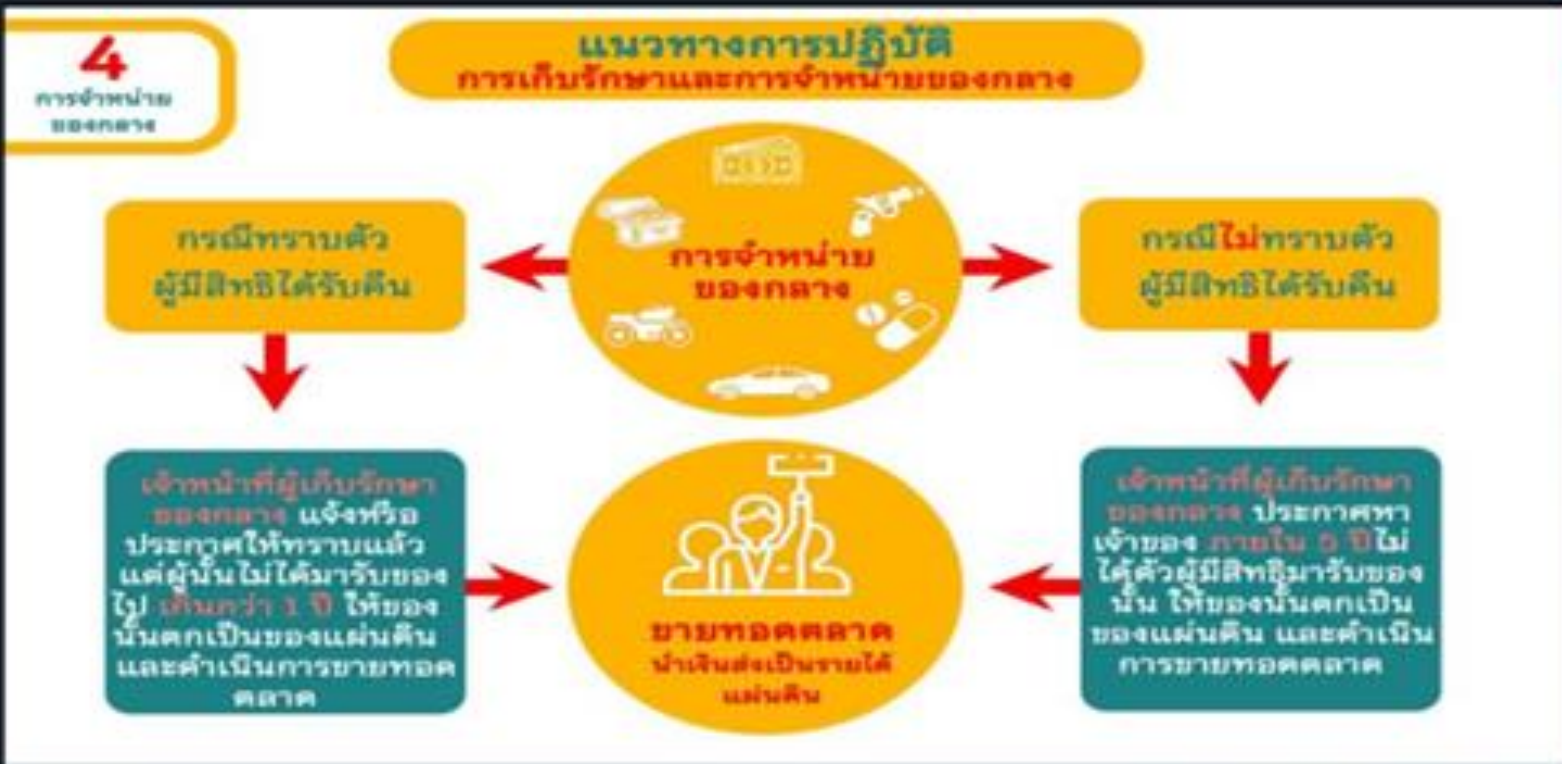 4
การจำหน่าย
ของกลาง
แนวทางการปฏิบัติ
การเก็บรักษาและการจำหน่ายของกลาง
กรณีทราบตัว
ผู้มีสิทธิได้รับคืน
การจำหน่าย
ของกลาง
กรณีไม่ทราบตัว
ผู้มีสิทธิได้รับคืน
เจ้าหน้าที่ผู้เก็บรักษา
ของกลาง แจ้งหรือ
ประกาศให้ทราบแล้ว
แต่ผู้นั้นไม่ได้มารับของ
ไป เกินกว่า 1 ปี ให้ของ
นั้นตกเป็นของแผ่นดิน
และดำเนินการขายทอด
ตลาด
ขายทอดตลาด
นำเงินส่งเป็นรายได้
แผ่นดิน
เจ้าหน้าที่ผู้เก็บรักษา
ของกลาง ประกาศหา
เจ้าของ ภายใน 5 ปีไม่
ได้ตัวผู้มีสิทธิมารับของ
นั้น ให้ของนั้นตกเป็น
ของแผ่นดิน และดำเนิน
การขายทอดตลาด